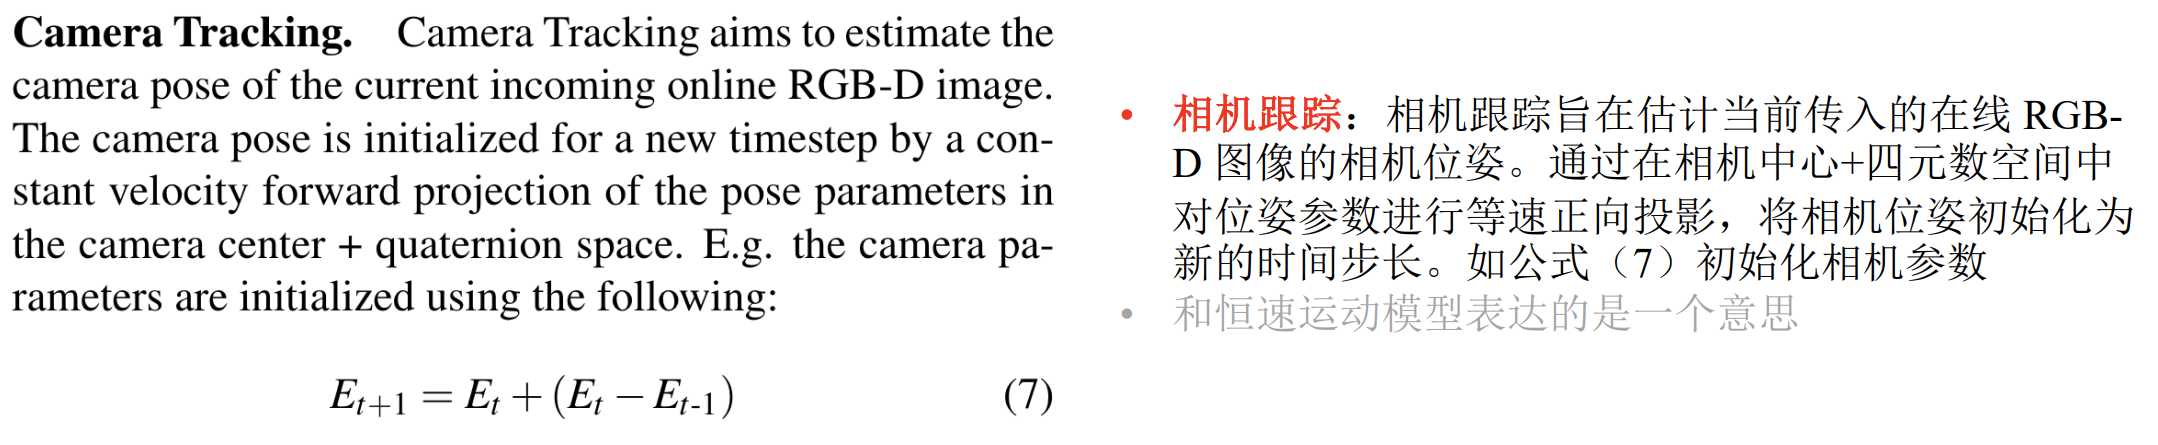 Camera Tracking. Camera Tracking aims to estimate the
camera pose of the current incoming online RGB-D image.
The camera pose is initialized for a new timestep by a con-
stant velocity forward projection of the pose parameters in
the camera center + quaternion space. E.g. the camera pa-
rameters are initialized using the following:
E_{t+1} = E_t + (E_t − E_{t-1}) (7)
• 相机跟踪：相机跟踪旨在估计当前传入的在线 RGB-
D 图像的相机位姿。通过在相机中心+四元数空间中
对位姿参数进行等速正向投影，将相机位姿初始化为
新的时间步长。如公式（7）初始化相机参数
• 和恒速运动模型表达的是一个意思